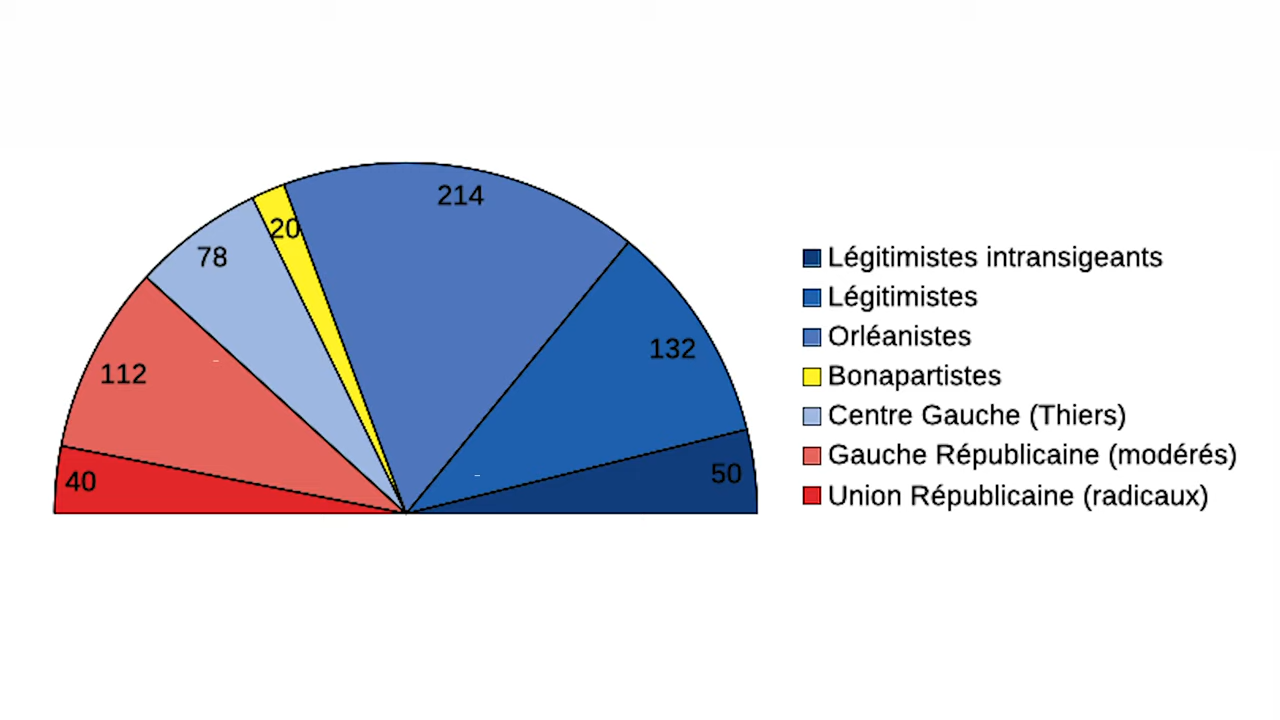 214
20
78
132
112
50
40
Légitimistes intransigeants
Légitimistes
Orléanistes
Bonapartistes
Centre Gauche (Thiers)
Gauche Républicaine (modérés)
Union Républicaine (radicaux)